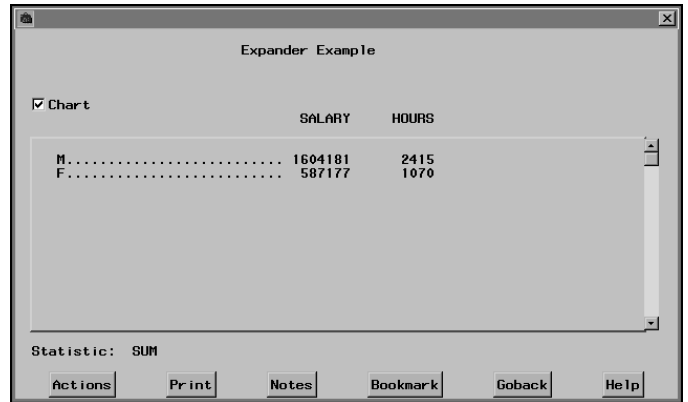 Expander Example
Chart
SALARY HOURS
M........................... 1604181 2415
F........................... 587177 1070
Statistic: SUM
Actions Print Notes Bookmark Goback Help